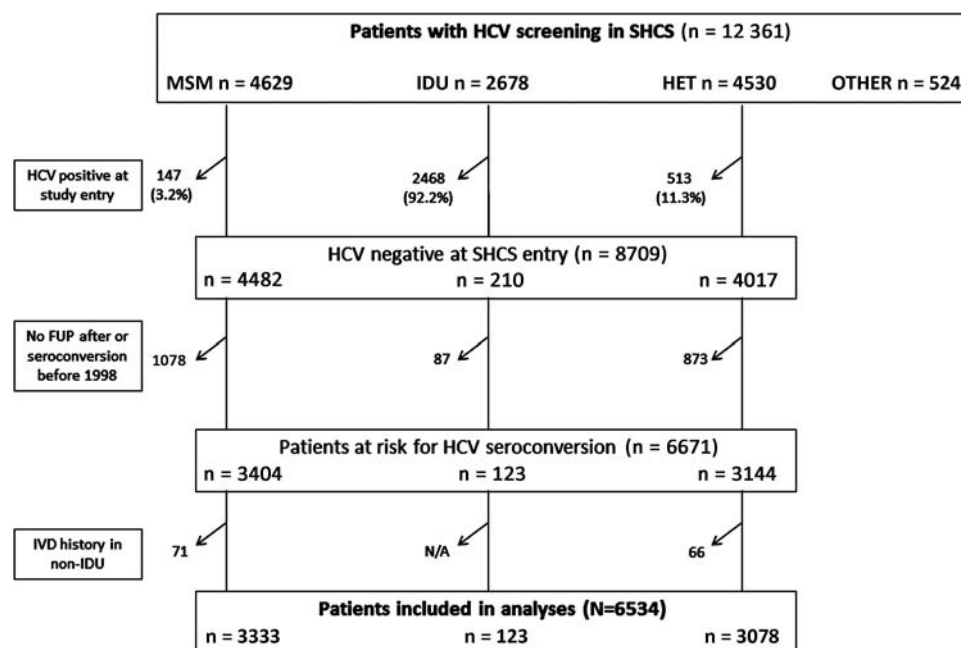 Patients with HCV screening in SHCS (n = 12 361)
MSM n = 4629 IDU n = 2678 HET n = 4530 OTHER n = 524
HCV positive at
study entry
147
(3.2%)
2468
(92.2%)
513
(11.3%)
HCV negative at SHCS entry (n = 8709)
n = 4482 n = 210 n = 4017
No FUP after or
seroconversion
before 1998
1078 87 873
Patients at risk for HCV seroconversion (n = 6671)
n = 3404 n = 123 n = 3144
IVD history in
non-IDU
71 N/A 66
Patients included in analyses (N=6534)
n = 3333 n = 123 n = 3078